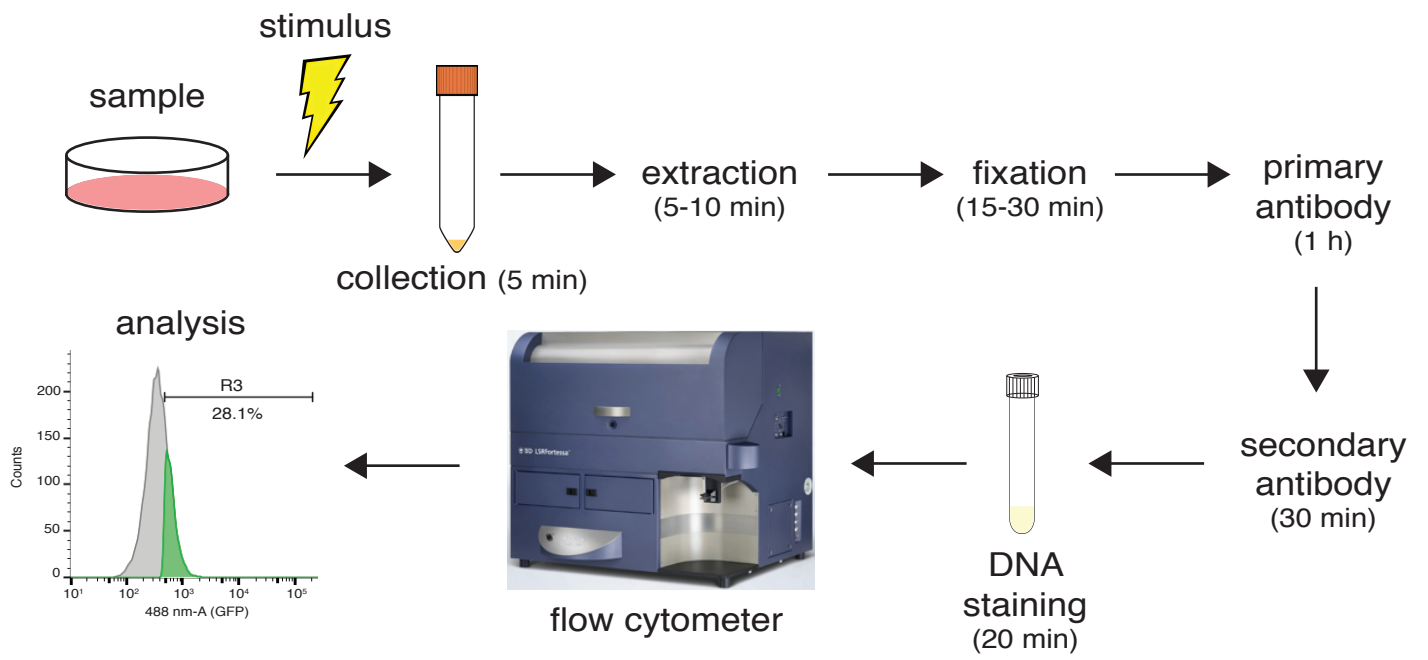 stimulus
sample
collection (5 min)
extraction
(5-10 min)
fixation
(15-30 min)
primary
antibody
(1 h)
secondary
antibody
(30 min)
DNA
staining
(20 min)
BD LSRFortessa
flow cytometer
analysis
R3
28.1%
Counts
200
150
100
50
0
10¹ 10² 10³ 10⁴ 10⁵
488 nm-A (GFP)